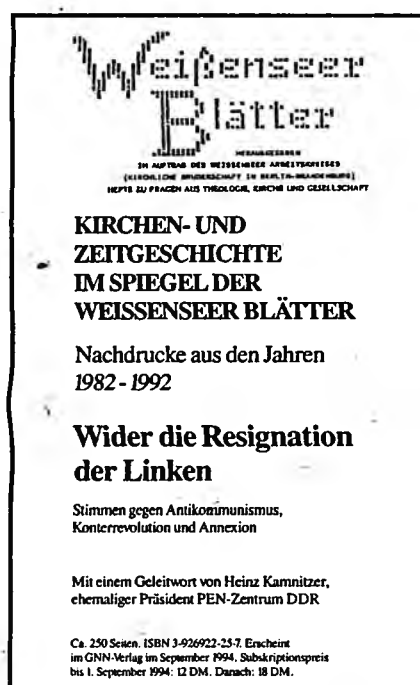 Weißenseer
Blätter
HERAUSGEGEBEN
IM AUFTRAG DES WEISSENSEER ARBEITSKREISES
(KIRCHLICHE BRUDERSCHAFT IN BERLIN-BRANDENBURG)
HEFTE ZU FRAGEN AUS THEOLOGIE, KIRCHE UND GESELLSCHAFT
KIRCHEN- UND
ZEITGESCHICHTE
IM SPIEGEL DER
WEISSENSEER BLÄTTER
Nachdrucke aus den Jahren
1982 - 1992
Wider die Resignation
der Linken
Stimmen gegen Antikommunismus,
Konterrevolution und Annexion
Mit einem Geleitwort von Heinz Kamnitzer,
ehemaliger Präsident PEN-Zentrum DDR
Ca. 250 Seiten. ISBN 3-926922-25-7. Erscheint
im GNN-Verlag im September 1994. Subskriptionspreis
bis 1. September 1994: 12 DM. Danach: 18 DM.